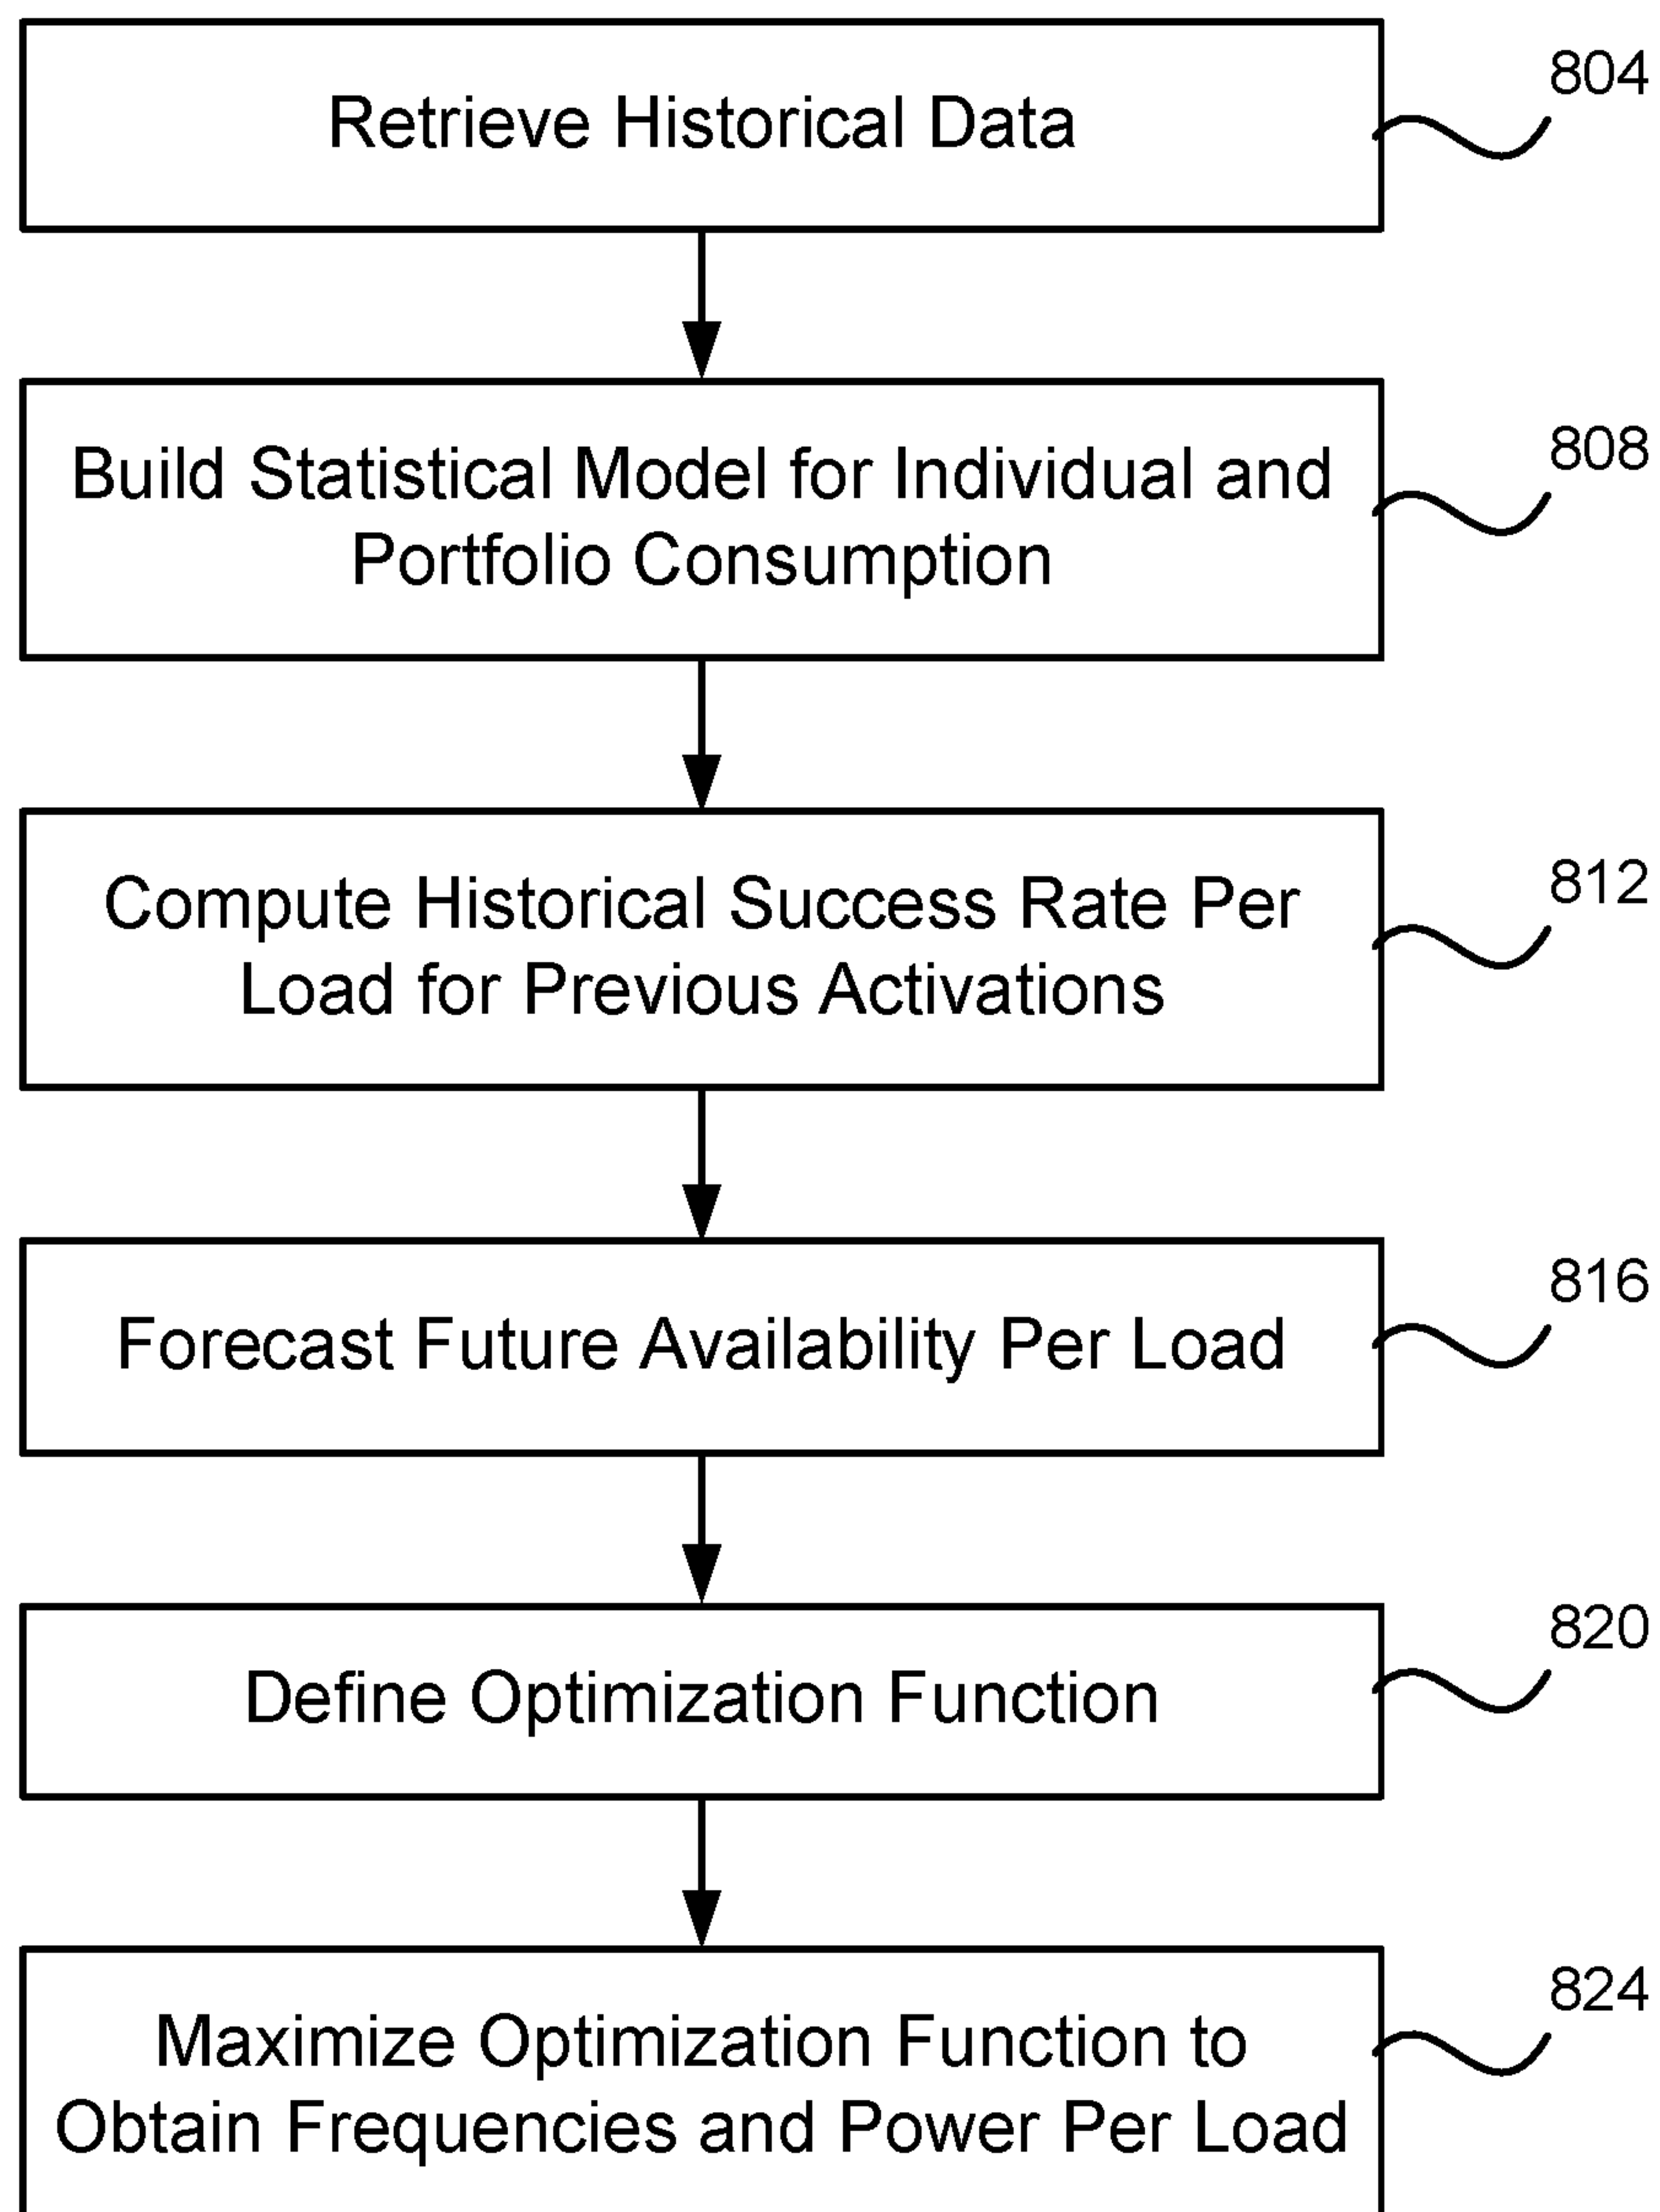 Retrieve Historical Data
804
Build Statistical Model for Individual and
Portfolio Consumption
808
Compute Historical Success Rate Per
Load for Previous Activations
812
Forecast Future Availability Per Load
816
Define Optimization Function
820
Maximize Optimization Function to
Obtain Frequencies and Power Per Load
824